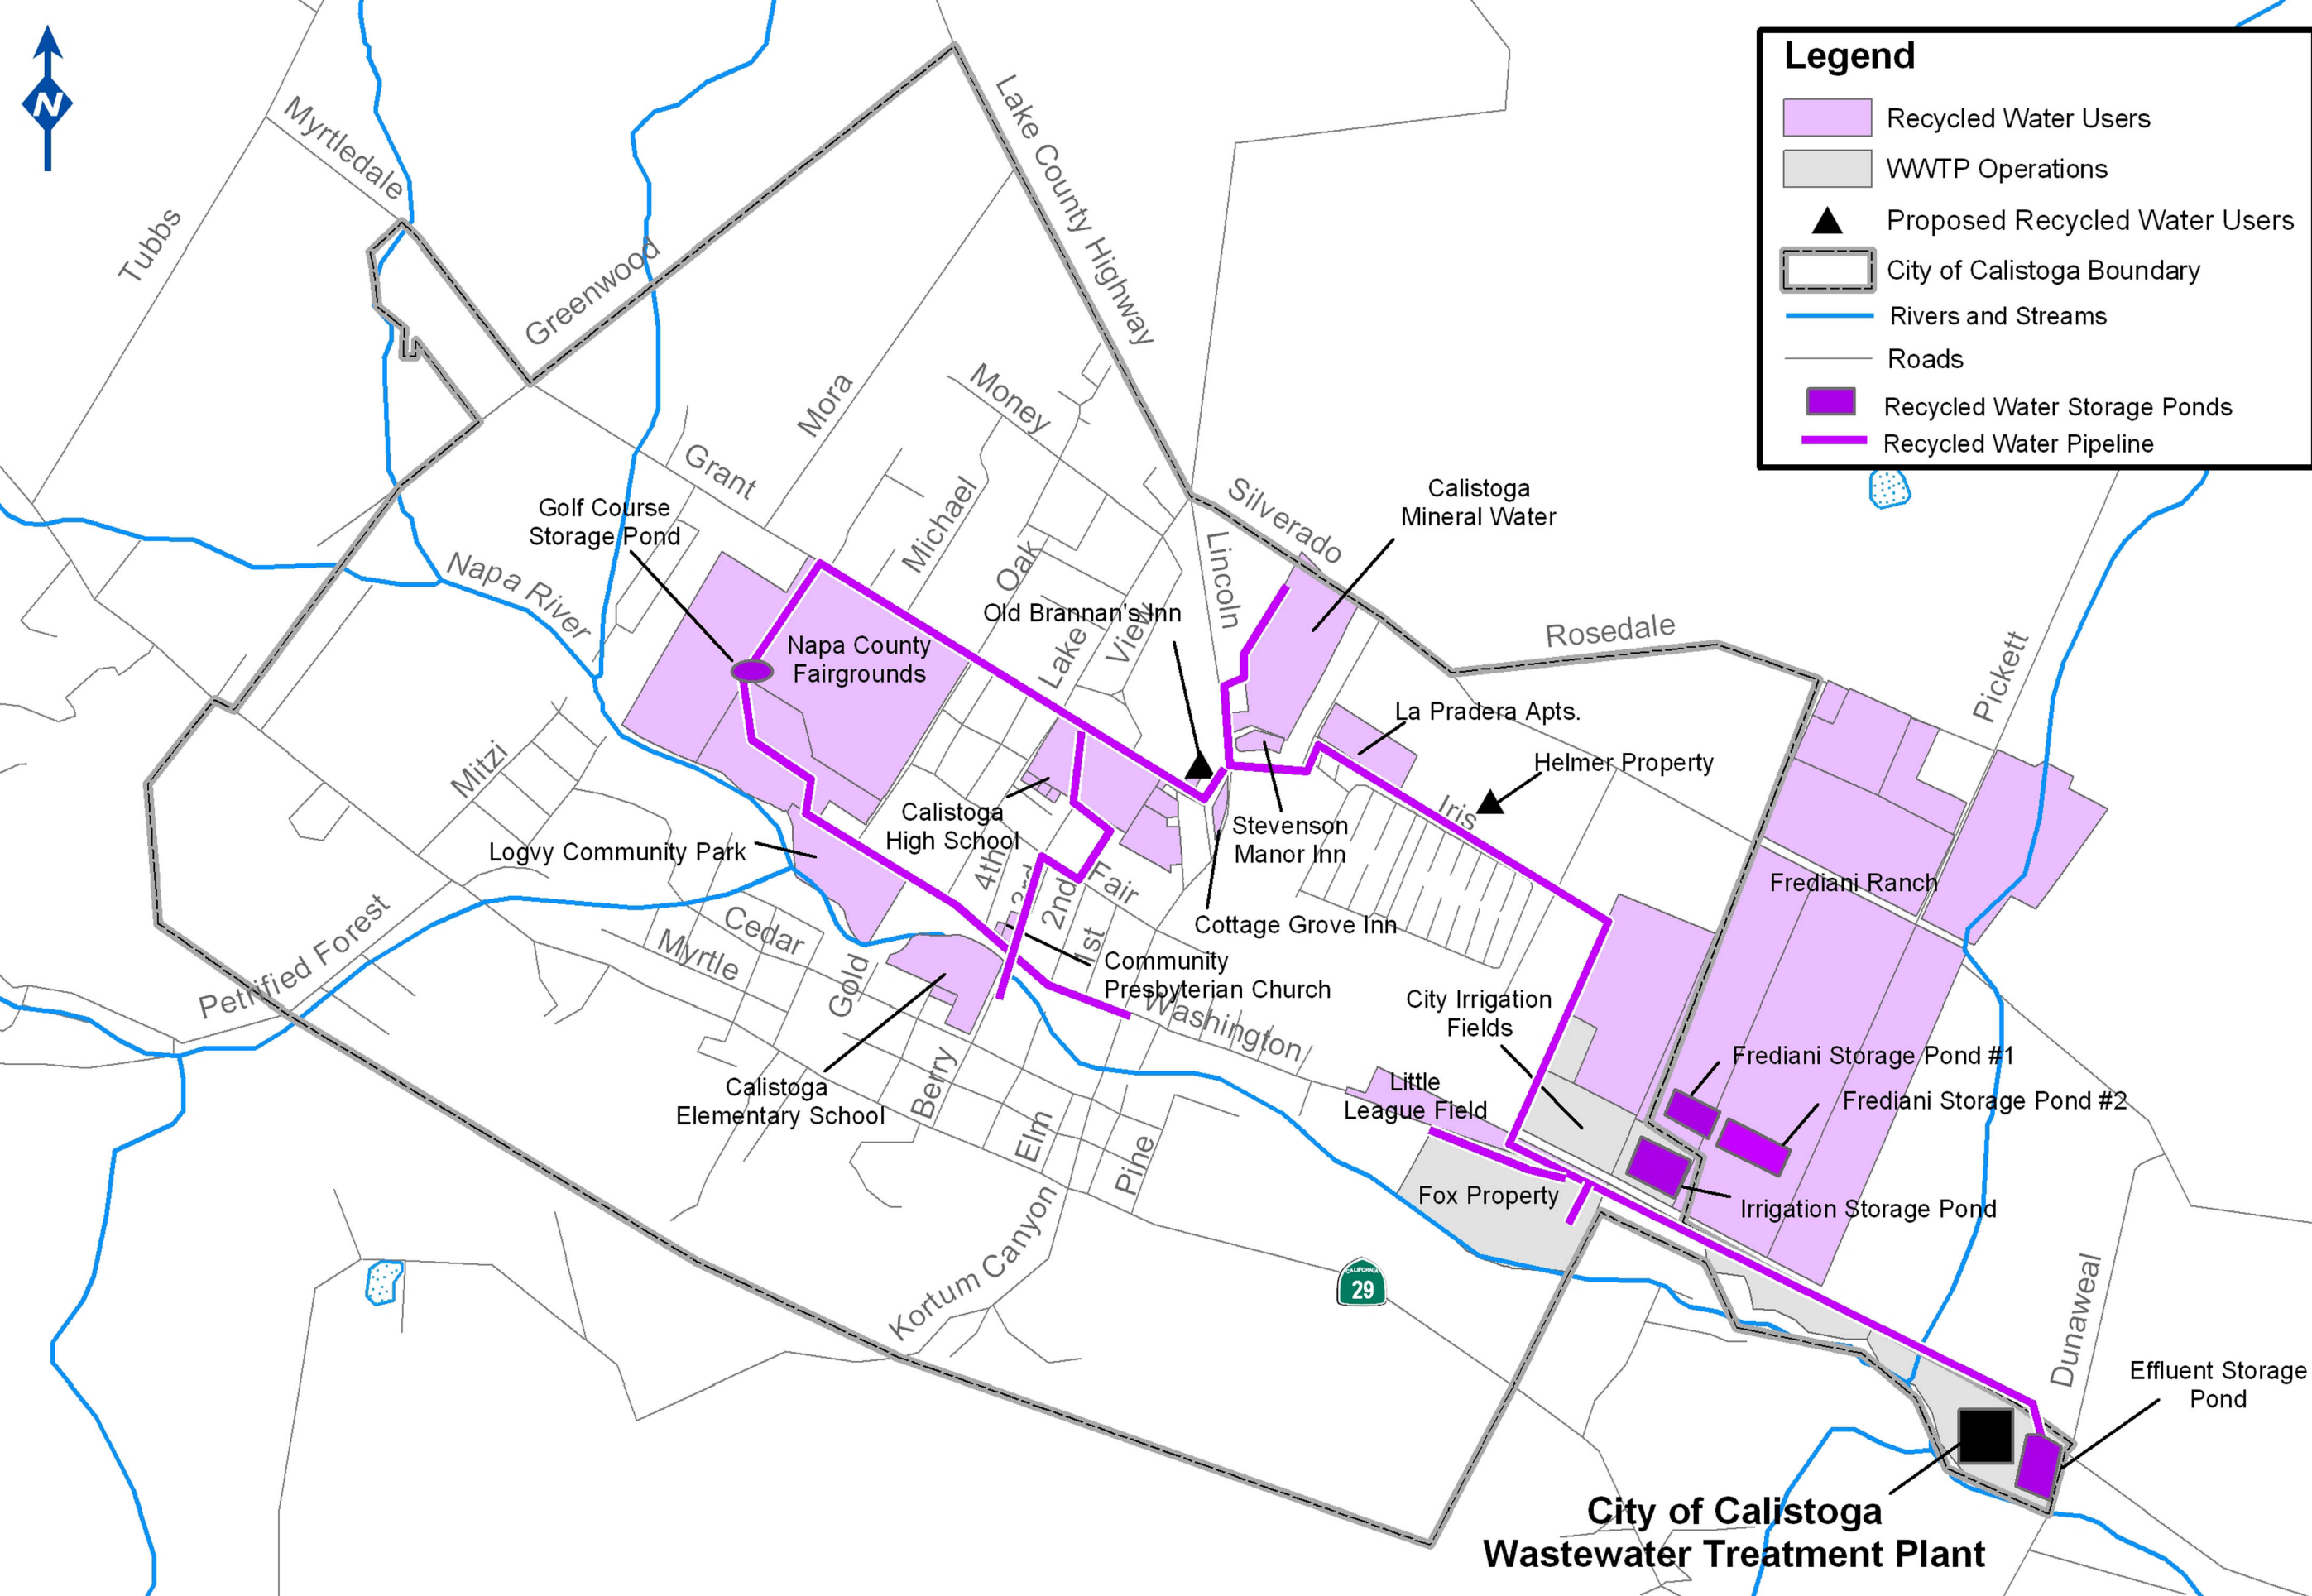 N
Legend
Recycled Water Users
WWTP Operations
Proposed Recycled Water Users
City of Calistoga Boundary
Rivers and Streams
Roads
Recycled Water Storage Ponds
Recycled Water Pipeline
Lake County Highway
Myrtledale
Tubbs
Greenwood
Mora
Money
Grant
Michael
Silverado
Calistoga
Mineral Water
Golf Course
Storage Pond
Napa River
Oak
Lincoln
Old Brannan's Inn
Lake
View
Rosedale
Pickett
Napa County
Fairgrounds
La Pradera Apts.
Helmer Property
Mitzi
Iris
Calistoga
High School
Stevenson
Manor Inn
Logvy Community Park
4th
3rd
2nd
1st
Fair
Frediani Ranch
Cottage Grove Inn
Cedar
Myrtle
Gold
Petrified Forest
Community
Presbyterian Church
Washington
City Irrigation
Fields
Frediani Storage Pond #1
Frediani Storage Pond #2
Calistoga
Elementary School
Berry
Elm
Pine
Little
League Field
Fox Property
Irrigation Storage Pond
Kortum Canyon
CALIFORNIA
29
Dunaweal
Effluent Storage
Pond
City of Calistoga
Wastewater Treatment Plant